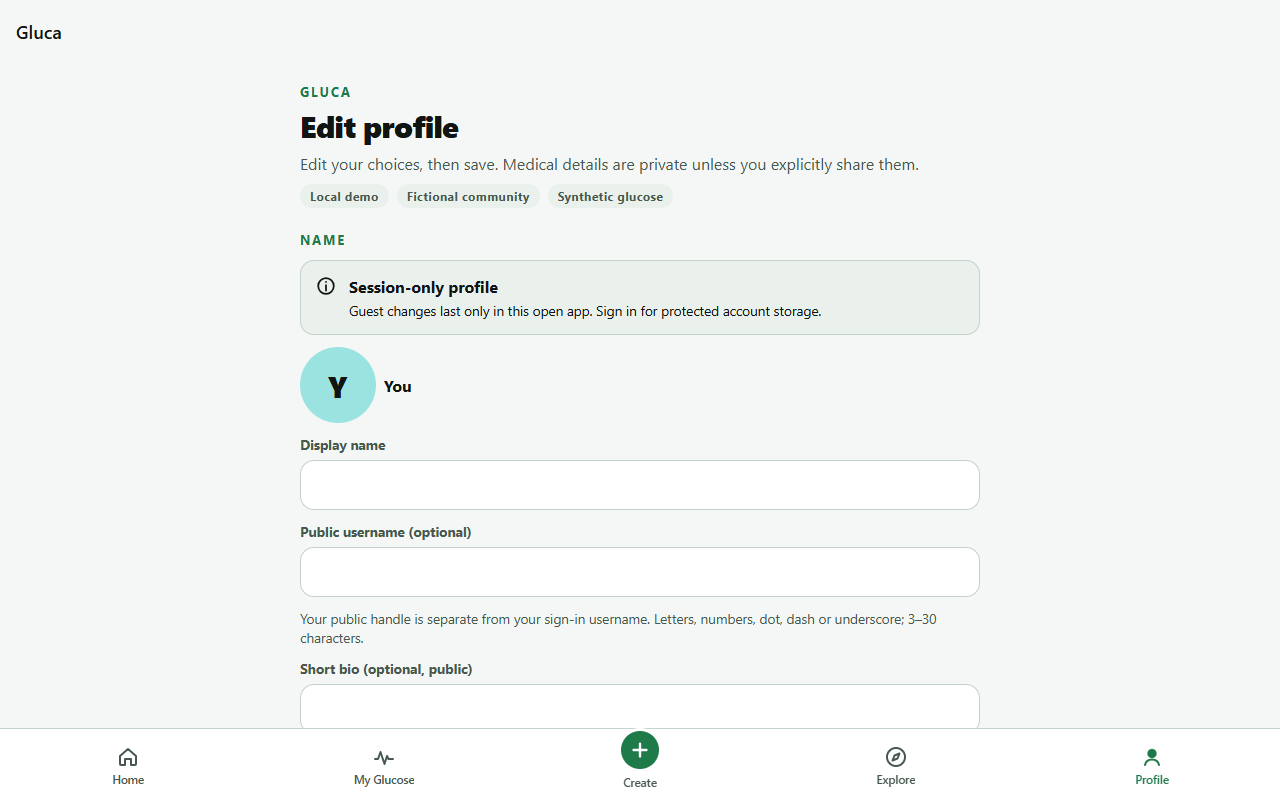 Gluca
GLUCA
Edit profile
Edit your choices, then save. Medical details are private unless you explicitly share them.
Local demo
Fictional community
Synthetic glucose
NAME
Session-only profile
Guest changes last only in this open app. Sign in for protected account storage.
Y
You
Display name
Public username (optional)
Your public handle is separate from your sign-in username. Letters, numbers, dot, dash or underscore; 3–30
characters.
Short bio (optional, public)
Home
My Glucose
Create
Explore
Profile